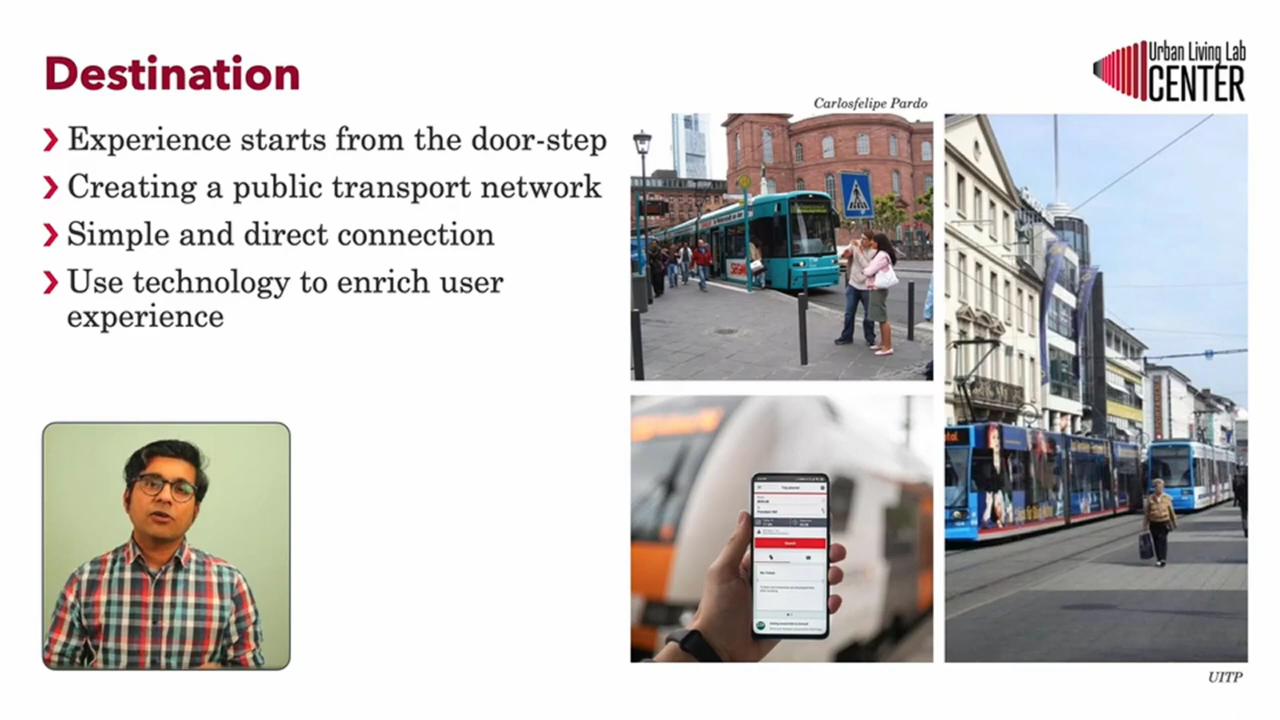 Destination
Urban Living Lab
CENTER
Carlosfelipe Pardo
❯ Experience starts from the door-step
❯ Creating a public transport network
❯ Simple and direct connection
❯ Use technology to enrich user
experience
UITP